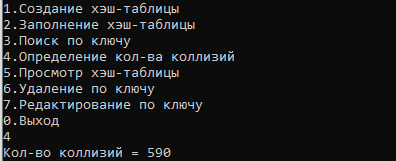 1.Создание хэш-таблицы
2.Заполнение хэш-таблицы
3.Поиск по ключу
4.Определение кол-ва коллизий
5.Просмотр хэш-таблицы
6.Удаление по ключу
7.Редактирование по ключу
0.Выход
4
Кол-во коллизий = 590